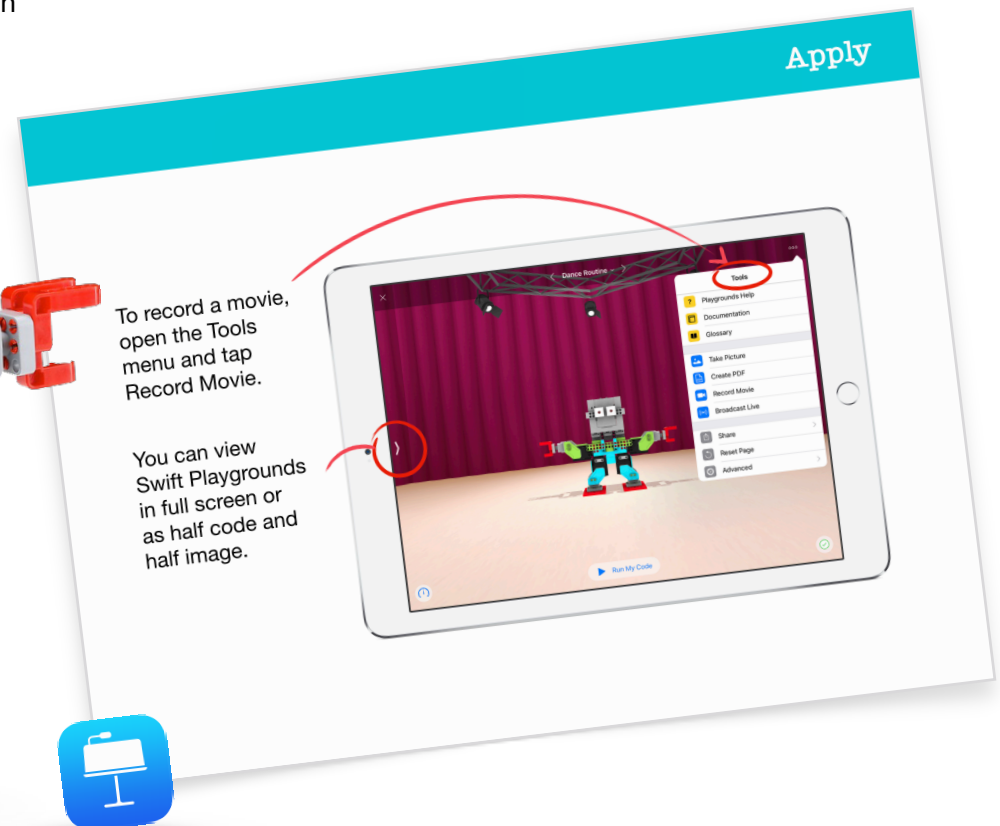 n
Apply
To record a movie,
open the Tools
menu and tap
Record Movie.
You can view
Swift Playgrounds
in full screen or
as half code and
half image.
Dance Routine
Tools
Playgrounds Help
Documentation
Glossary
Take Picture
Create PDF
Record Movie
Broadcast Live
Share
Reset Page
Advanced
Run My Code